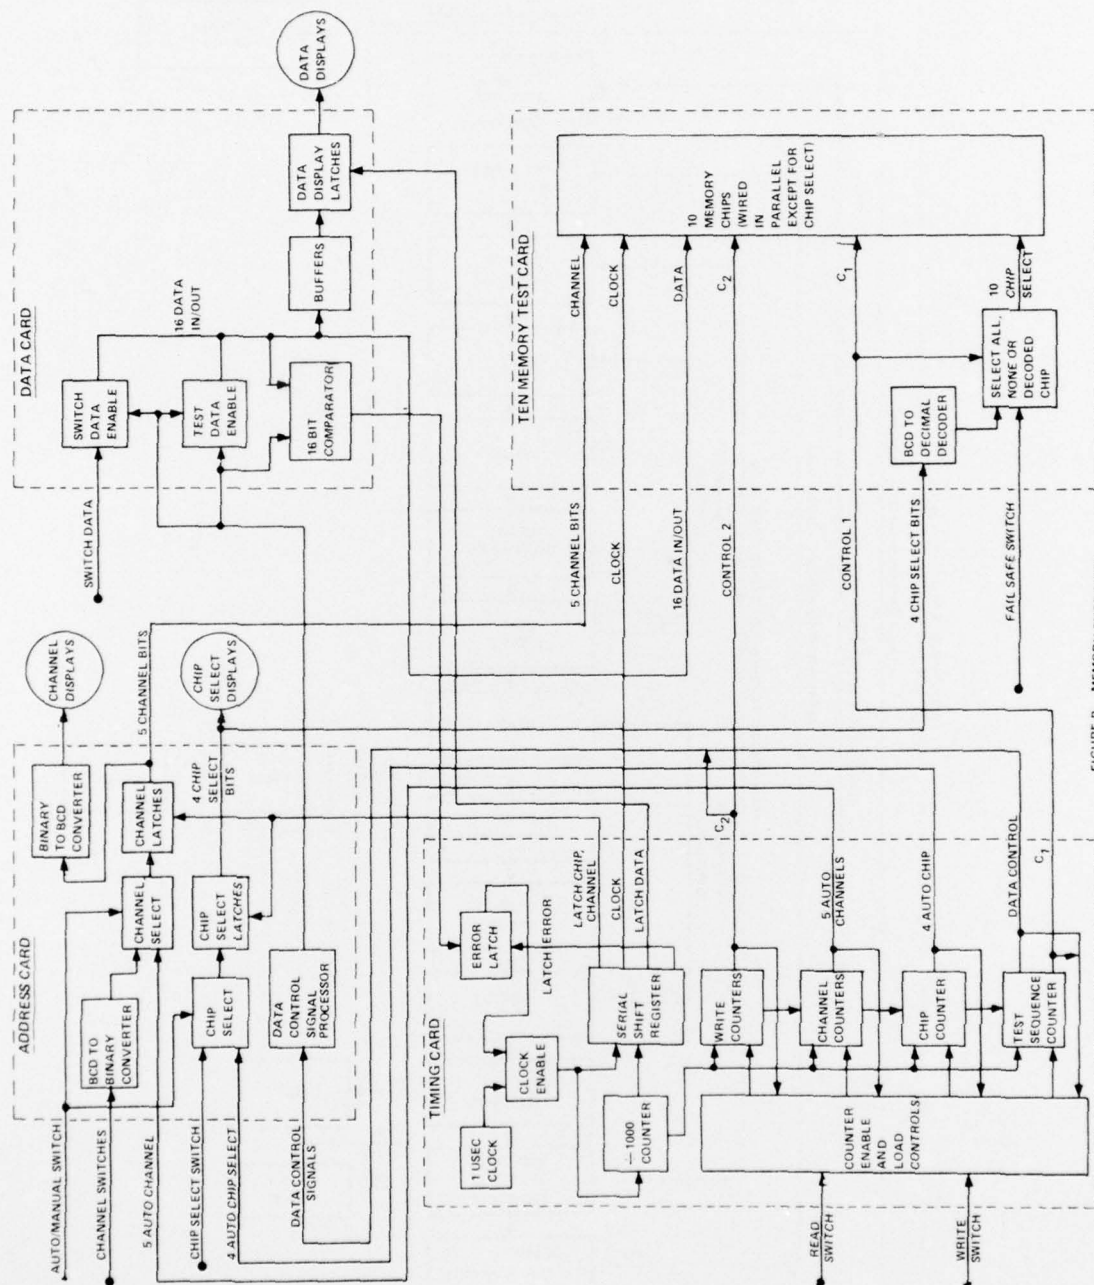 DATA
DISPLAYS
DATA CARD
SWITCH
DATA
ENABLE
TEST
DATA
ENABLE
16 BIT
COMPARATOR
16 DATA
IN/OUT
BUFFERS
DATA
DISPLAY
LATCHES
SWITCH DATA
CHANNEL
DISPLAYS
CHIP
SELECT
DISPLAYS
5 CHANNEL BITS
4 CHIP
SELECT
BITS
ADDRESS CARD
BINARY
TO BCD
CONVERTER
CHANNEL
LATCHES
CHANNEL
SELECT
CHIP
SELECT
LATCHES
BCD TO
BINARY
CONVERTER
CHIP
SELECT
DATA
CONTROL
SIGNAL
PROCESSOR
AUTO/MANUAL SWITCH
CHANNEL SWITCHES
5 AUTO CHANNEL
CHIP SELECT SWITCH
4 AUTO CHIP SELECT
DATA CONTROL
SIGNALS
TEN MEMORY TEST CARD
10
MEMORY
CHIPS
(WIRED
IN
PARALLEL
EXCEPT FOR
CHIP SELECT)
CHANNEL
CLOCK
DATA
C2
C1
10
CHIP
SELECT
BCD TO
DECIMAL
DECODER
SELECT ALL,
NONE OR
DECODED
CHIP
5 CHANNEL BITS
CLOCK
16 DATA IN/OUT
CONTROL 2
CONTROL 1
4 CHIP SELECT BITS
FAIL SAFE SWITCH
TIMING CARD
ERROR
LATCH
LATCH ERROR
LATCH CHIP,
CHANNEL
CLOCK
LATCH DATA
C2
5 AUTO
CHANNELS
4 AUTO CHIP
DATA CONTROL
C1
1 USEC
CLOCK
CLOCK
ENABLE
÷ 1000
COUNTER
SERIAL
SHIFT
REGISTER
WRITE
COUNTERS
CHANNEL
COUNTERS
CHIP
COUNTER
TEST
SEQUENCE
COUNTER
COUNTER
ENABLE
AND
LOAD
CONTROLS
READ
SWITCH
WRITE
SWITCH